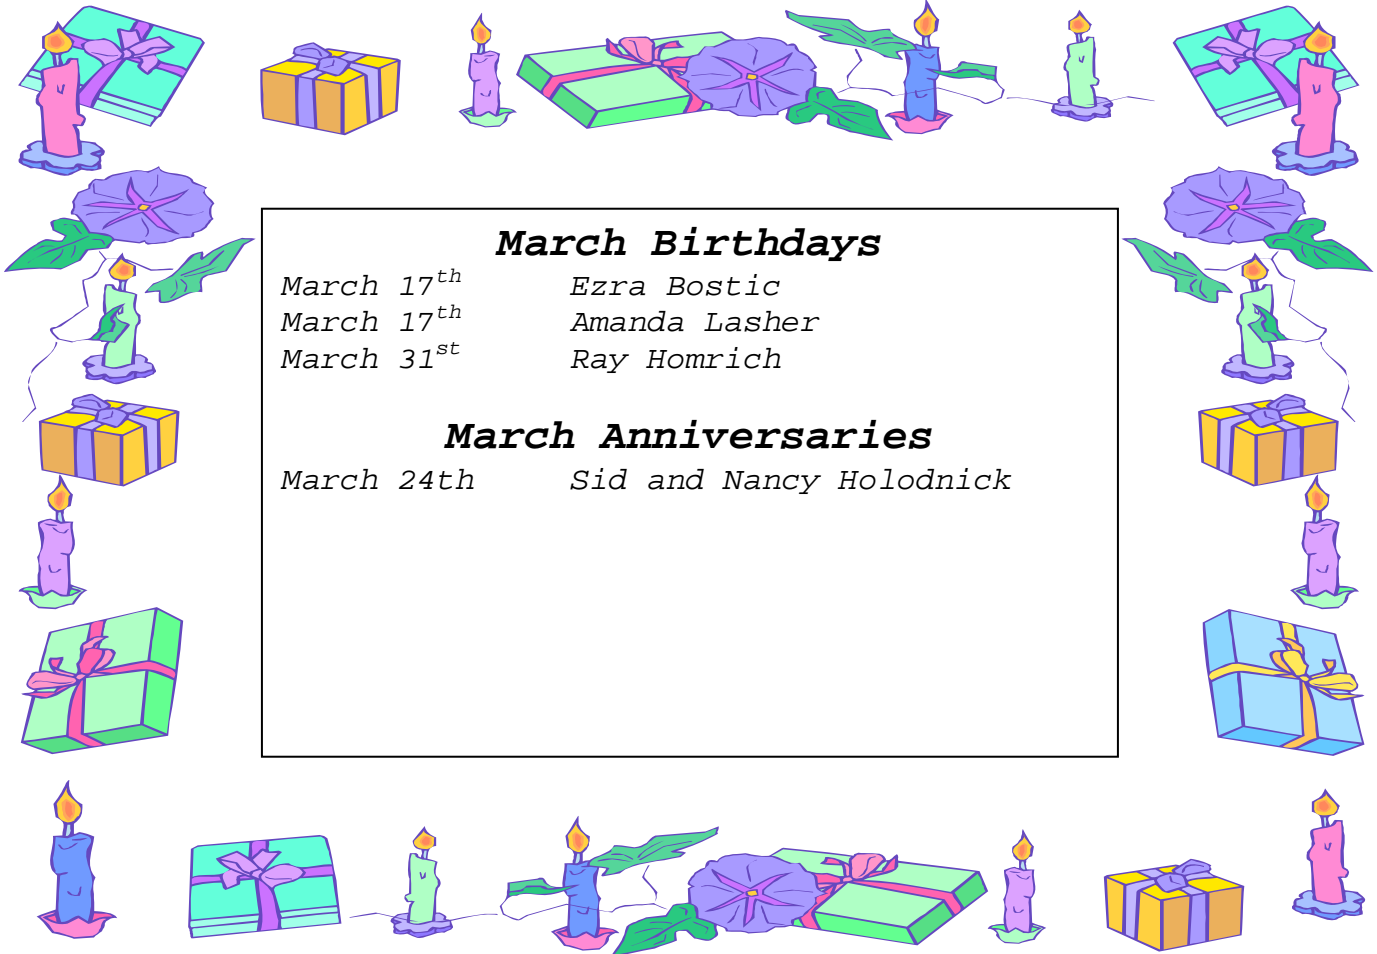 March Birthdays
March 17th Ezra Bostic
March 17th Amanda Lasher
March 31st Ray Homrich
March Anniversaries
March 24th Sid and Nancy Holodnick